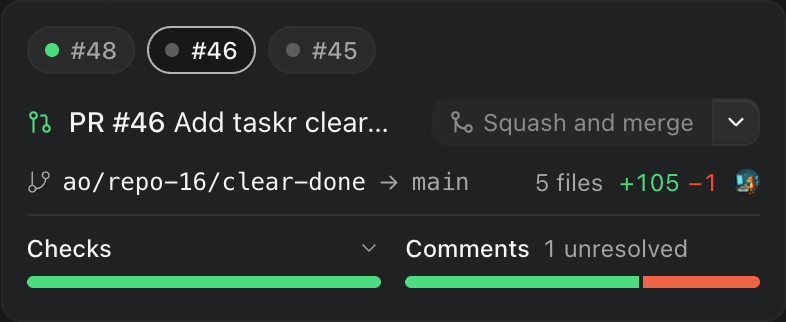 #48 #46 #45
PR #46 Add taskr clear... Squash and merge
ao/repo-16/clear-done → main 5 files +105 −1
Checks Comments 1 unresolved